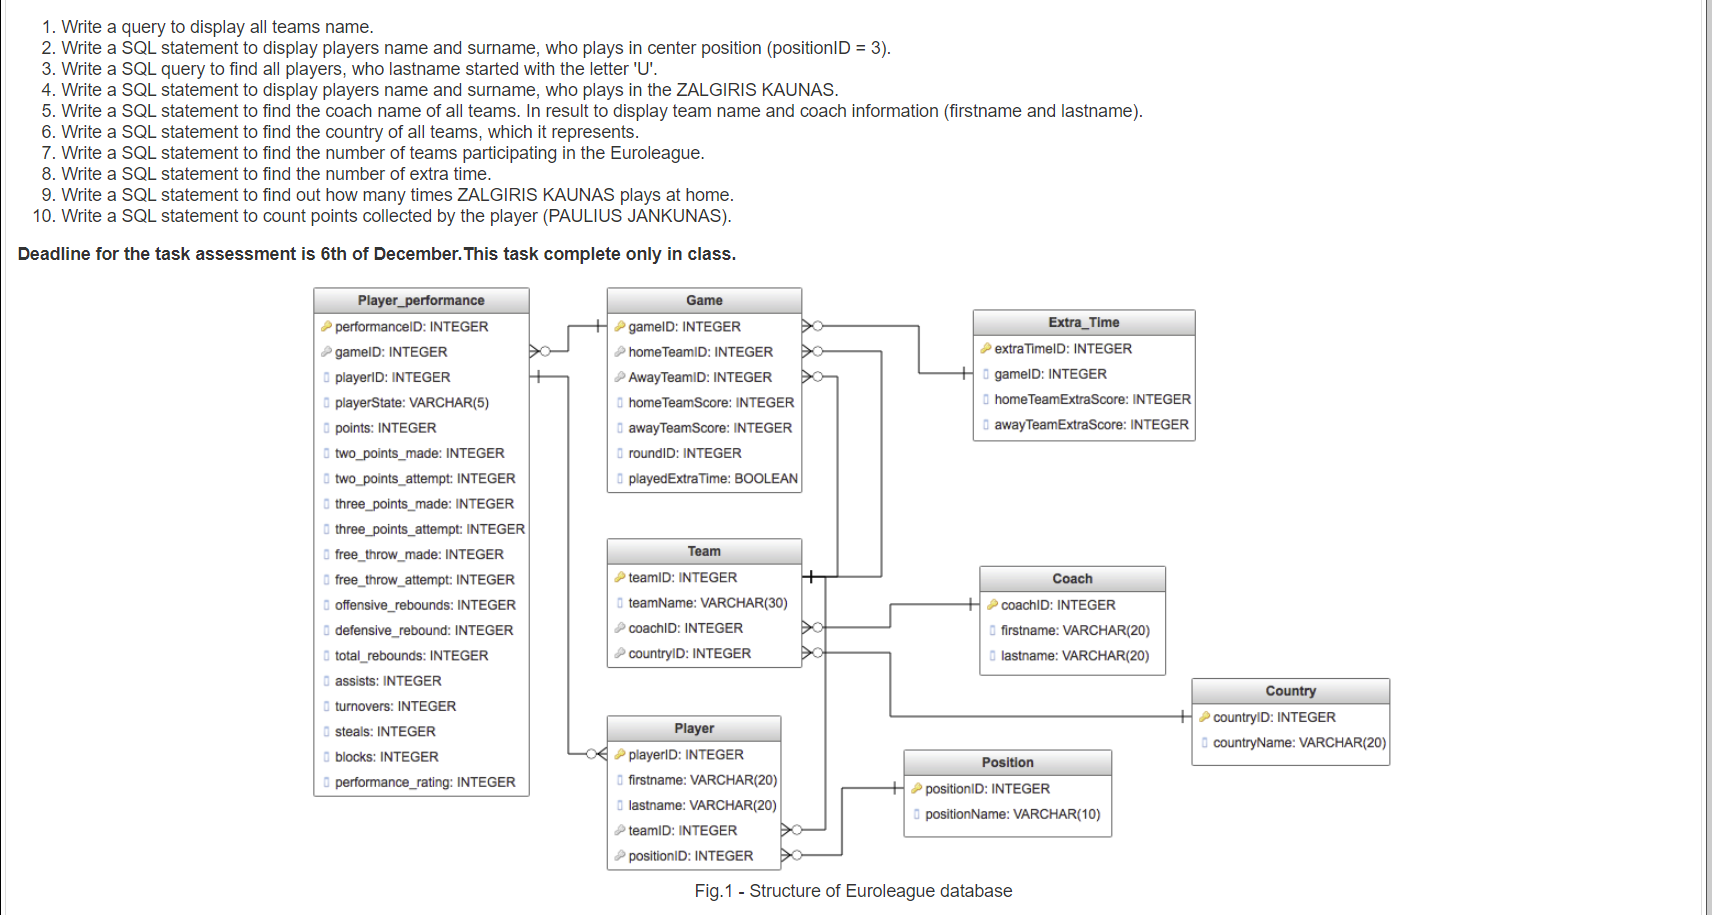 1. Write a query to display all teams name.
2. Write a SQL statement to display players name and surname, who plays in center position (positionID = 3).
3. Write a SQL query to find all players, who lastname started with the letter 'U'.
4. Write a SQL statement to display players name and surname, who plays in the ZALGIRIS KAUNAS.
5. Write a SQL statement to find the coach name of all teams. In result to display team name and coach information (firstname and lastname).
6. Write a SQL statement to find the country of all teams, which it represents.
7. Write a SQL statement to find the number of teams participating in the Euroleague.
8. Write a SQL statement to find the number of extra time.
9. Write a SQL statement to find out how many times ZALGIRIS KAUNAS plays at home.
10. Write a SQL statement to count points collected by the player (PAULIUS JANKUNAS).
Deadline for the task assessment is 6th of December.This task complete only in class.
Player_performance
performanceID: INTEGER
gameID: INTEGER
playerID: INTEGER
playerState: VARCHAR(5)
points: INTEGER
two_points_made: INTEGER
two_points_attempt: INTEGER
three_points_made: INTEGER
three_points_attempt: INTEGER
free_throw_made: INTEGER
free_throw_attempt: INTEGER
offensive_rebounds: INTEGER
defensive_rebound: INTEGER
total_rebounds: INTEGER
assists: INTEGER
turnovers: INTEGER
steals: INTEGER
blocks: INTEGER
performance_rating: INTEGER
Game
gameID: INTEGER
homeTeamID: INTEGER
AwayTeamID: INTEGER
homeTeamScore: INTEGER
awayTeamScore: INTEGER
roundID: INTEGER
playedExtraTime: BOOLEAN
Extra_Time
extraTimeID: INTEGER
gameID: INTEGER
homeTeamExtraScore: INTEGER
awayTeamExtraScore: INTEGER
Team
teamID: INTEGER
teamName: VARCHAR(30)
coachID: INTEGER
countryID: INTEGER
Coach
coachID: INTEGER
firstname: VARCHAR(20)
lastname: VARCHAR(20)
Country
countryID: INTEGER
countryName: VARCHAR(20)
Player
playerID: INTEGER
firstname: VARCHAR(20)
lastname: VARCHAR(20)
teamID: INTEGER
positionID: INTEGER
Position
positionID: INTEGER
positionName: VARCHAR(10)
Fig.1 - Structure of Euroleague database